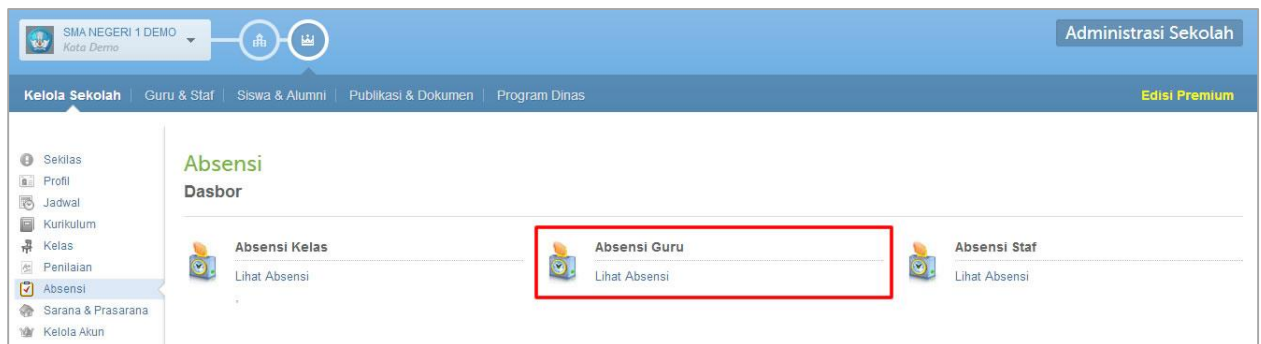 SMA NEGERI 1 DEMO
Kota Demo
Administrasi Sekolah
Kelola Sekolah Guru & Staf Siswa & Alumni Publikasi & Dokumen Program Dinas Edisi Premium
Sekilas
Profil
Jadwal
Kurikulum
Kelas
Penilaian
Absensi
Sarana & Prasarana
Kelola Akun
Absensi
Dasbor
Absensi Kelas
Lihat Absensi
Absensi Guru
Lihat Absensi
Absensi Staf
Lihat Absensi